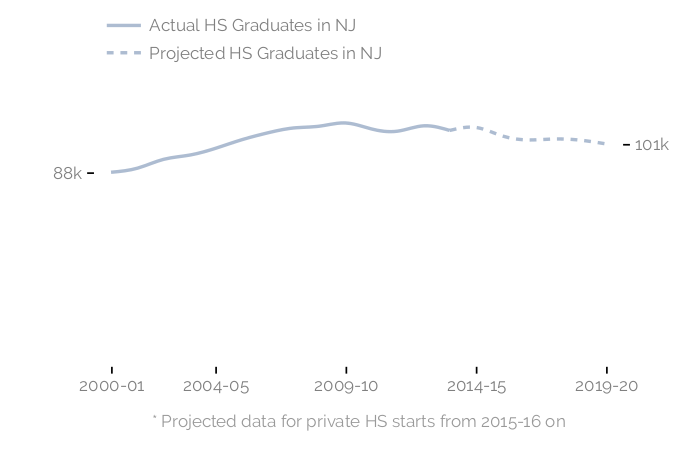 Actual HS Graduates in NJ
Projected HS Graduates in NJ
88k
101k
2000-01 2004-05 2009-10 2014-15 2019-20
* Projected data for private HS starts from 2015-16 on